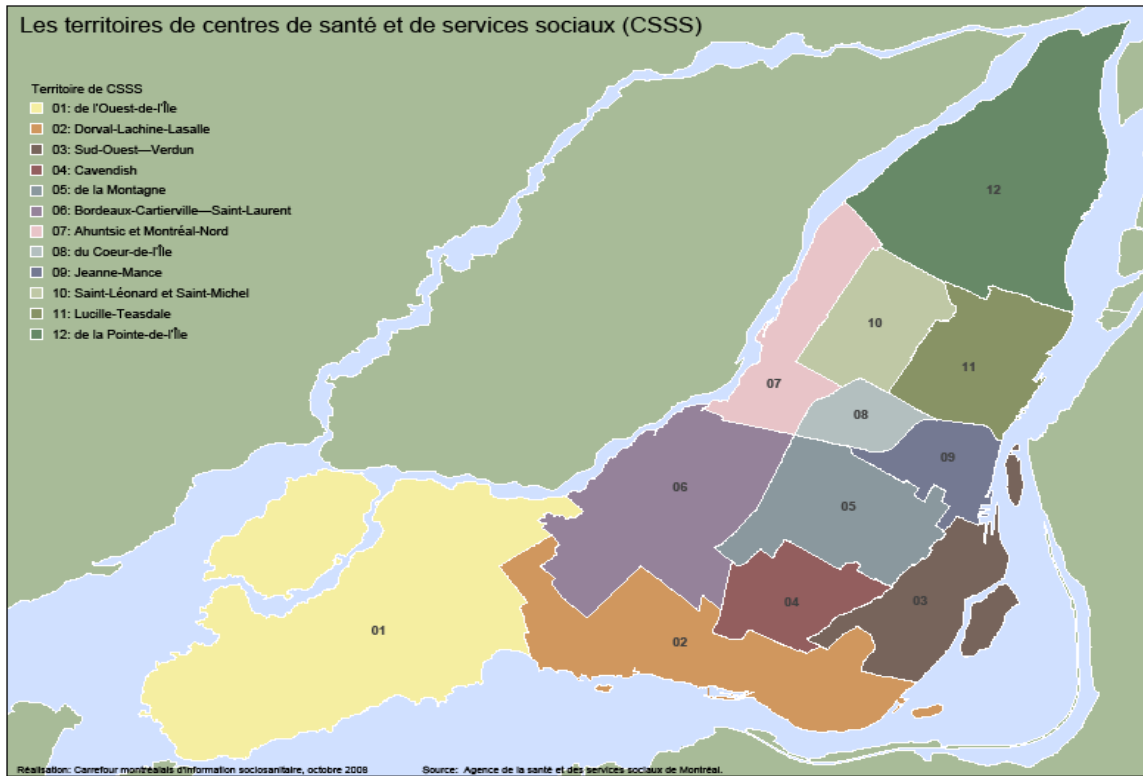 Les territoires de centres de santé et de services sociaux (CSSS)
Territoire de CSSS
01: de l'Ouest-de-l'Île
02: Dorval-Lachine-Lasalle
03: Sud-Ouest—Verdun
04: Cavendish
05: de la Montagne
06: Bordeaux-Cartierville—Saint-Laurent
07: Ahuntsic et Montréal-Nord
08: du Coeur-de-l'Île
09: Jeanne-Mance
10: Saint-Léonard et Saint-Michel
11: Lucille-Teasdale
12: de la Pointe-de-l'Île
12
10
11
07
08
09
06
05
04
03
01
02
Réalisation: Carrefour montréalais d'information sociosanitaire, octobre 2008 Source: Agence de la santé et des services sociaux de Montréal.